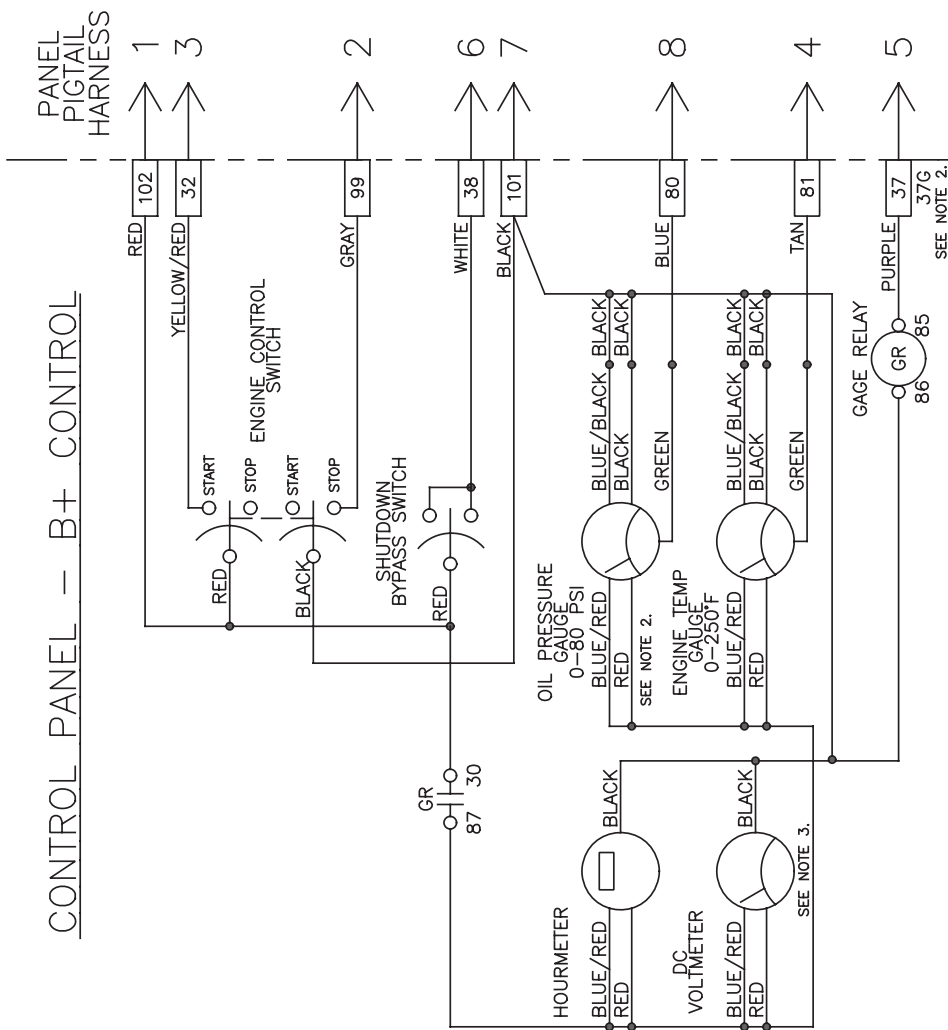 CONTROL PANEL - B+ CONTROL
PANEL
PIGTAIL
HARNESS
1
3
2
6
7
8
4
5
102
32
99
38
101
80
81
37
37G
SEE NOTE 2.
RED
YELLOW/RED
GRAY
WHITE
BLACK
BLUE
TAN
PURPLE
ENGINE CONTROL
SWITCH
START
STOP
START
STOP
RED
BLACK
SHUTDOWN
BYPASS SWITCH
RED
GR
87
30
OIL PRESSURE
GAUGE
0-80 PSI
BLUE/RED
RED
SEE NOTE 2.
BLUE/BLACK
BLACK
BLACK
BLACK
GREEN
ENGINE TEMP
GAUGE
0-250°F
BLUE/RED
RED
BLUE/BLACK
BLACK
BLACK
BLACK
GREEN
GAGE RELAY
86
GR
85
HOURMETER
BLUE/RED
RED
BLACK
DC
VOLTMETER
BLUE/RED
RED
BLACK
SEE NOTE 3.